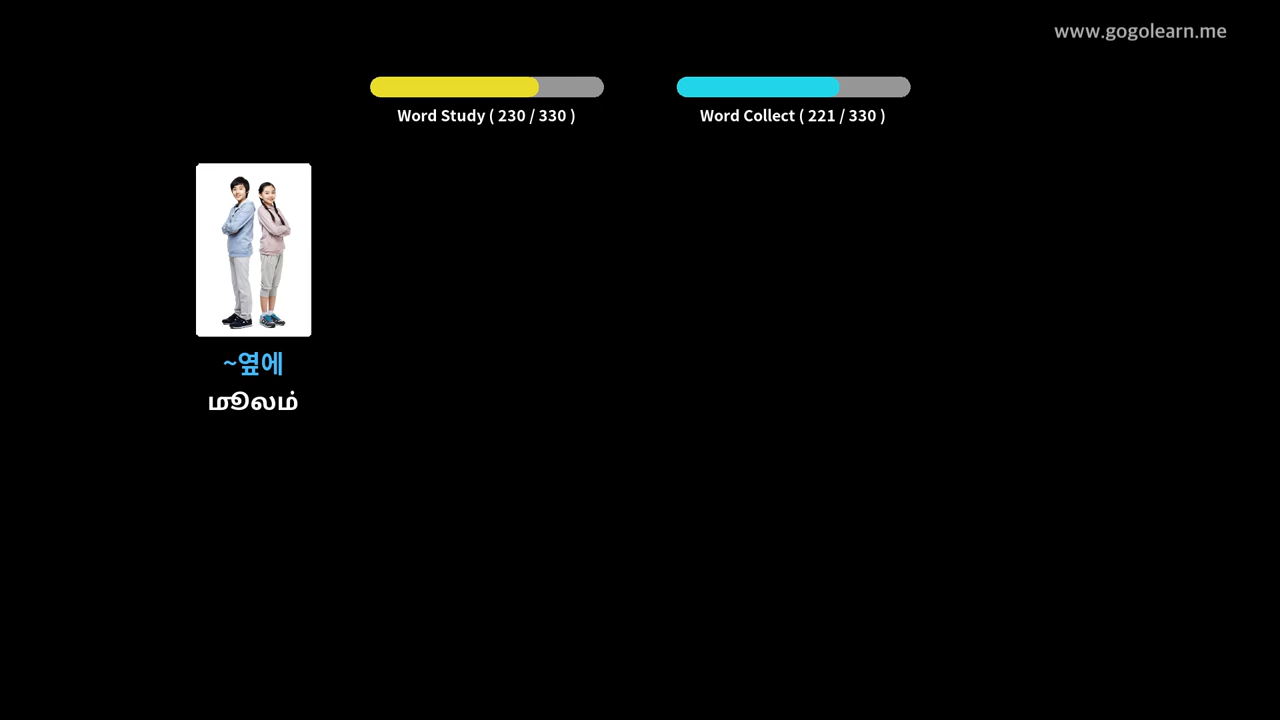 www.gogolearn.me
Word Study ( 230 / 330 )
Word Collect ( 221 / 330 )
~옆에
மூலம்